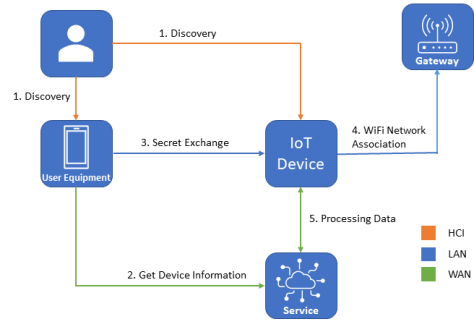 1. Discovery
Gateway
1. Discovery
3. Secret Exchange
IoT
Device
4. WiFi Network
Association
User Equipment
5. Processing Data
2. Get Device Information
Service
HCI
LAN
WAN